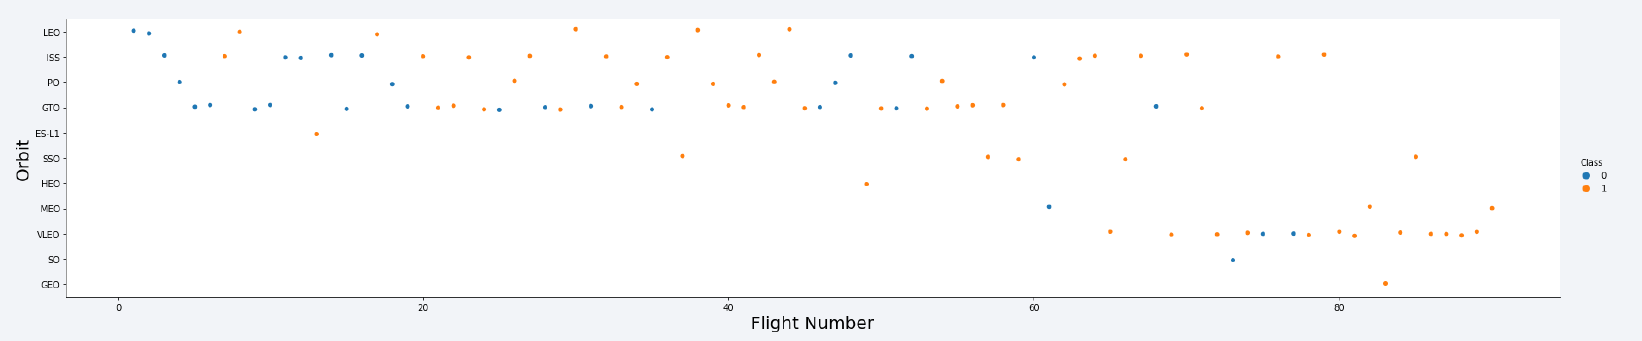 LEO
ISS
PO
GTO
ES-L1
SSO
HEO
MEO
VLEO
SO
GEO
Orbit
0
20
40
60
80
Flight Number
Class
0
1